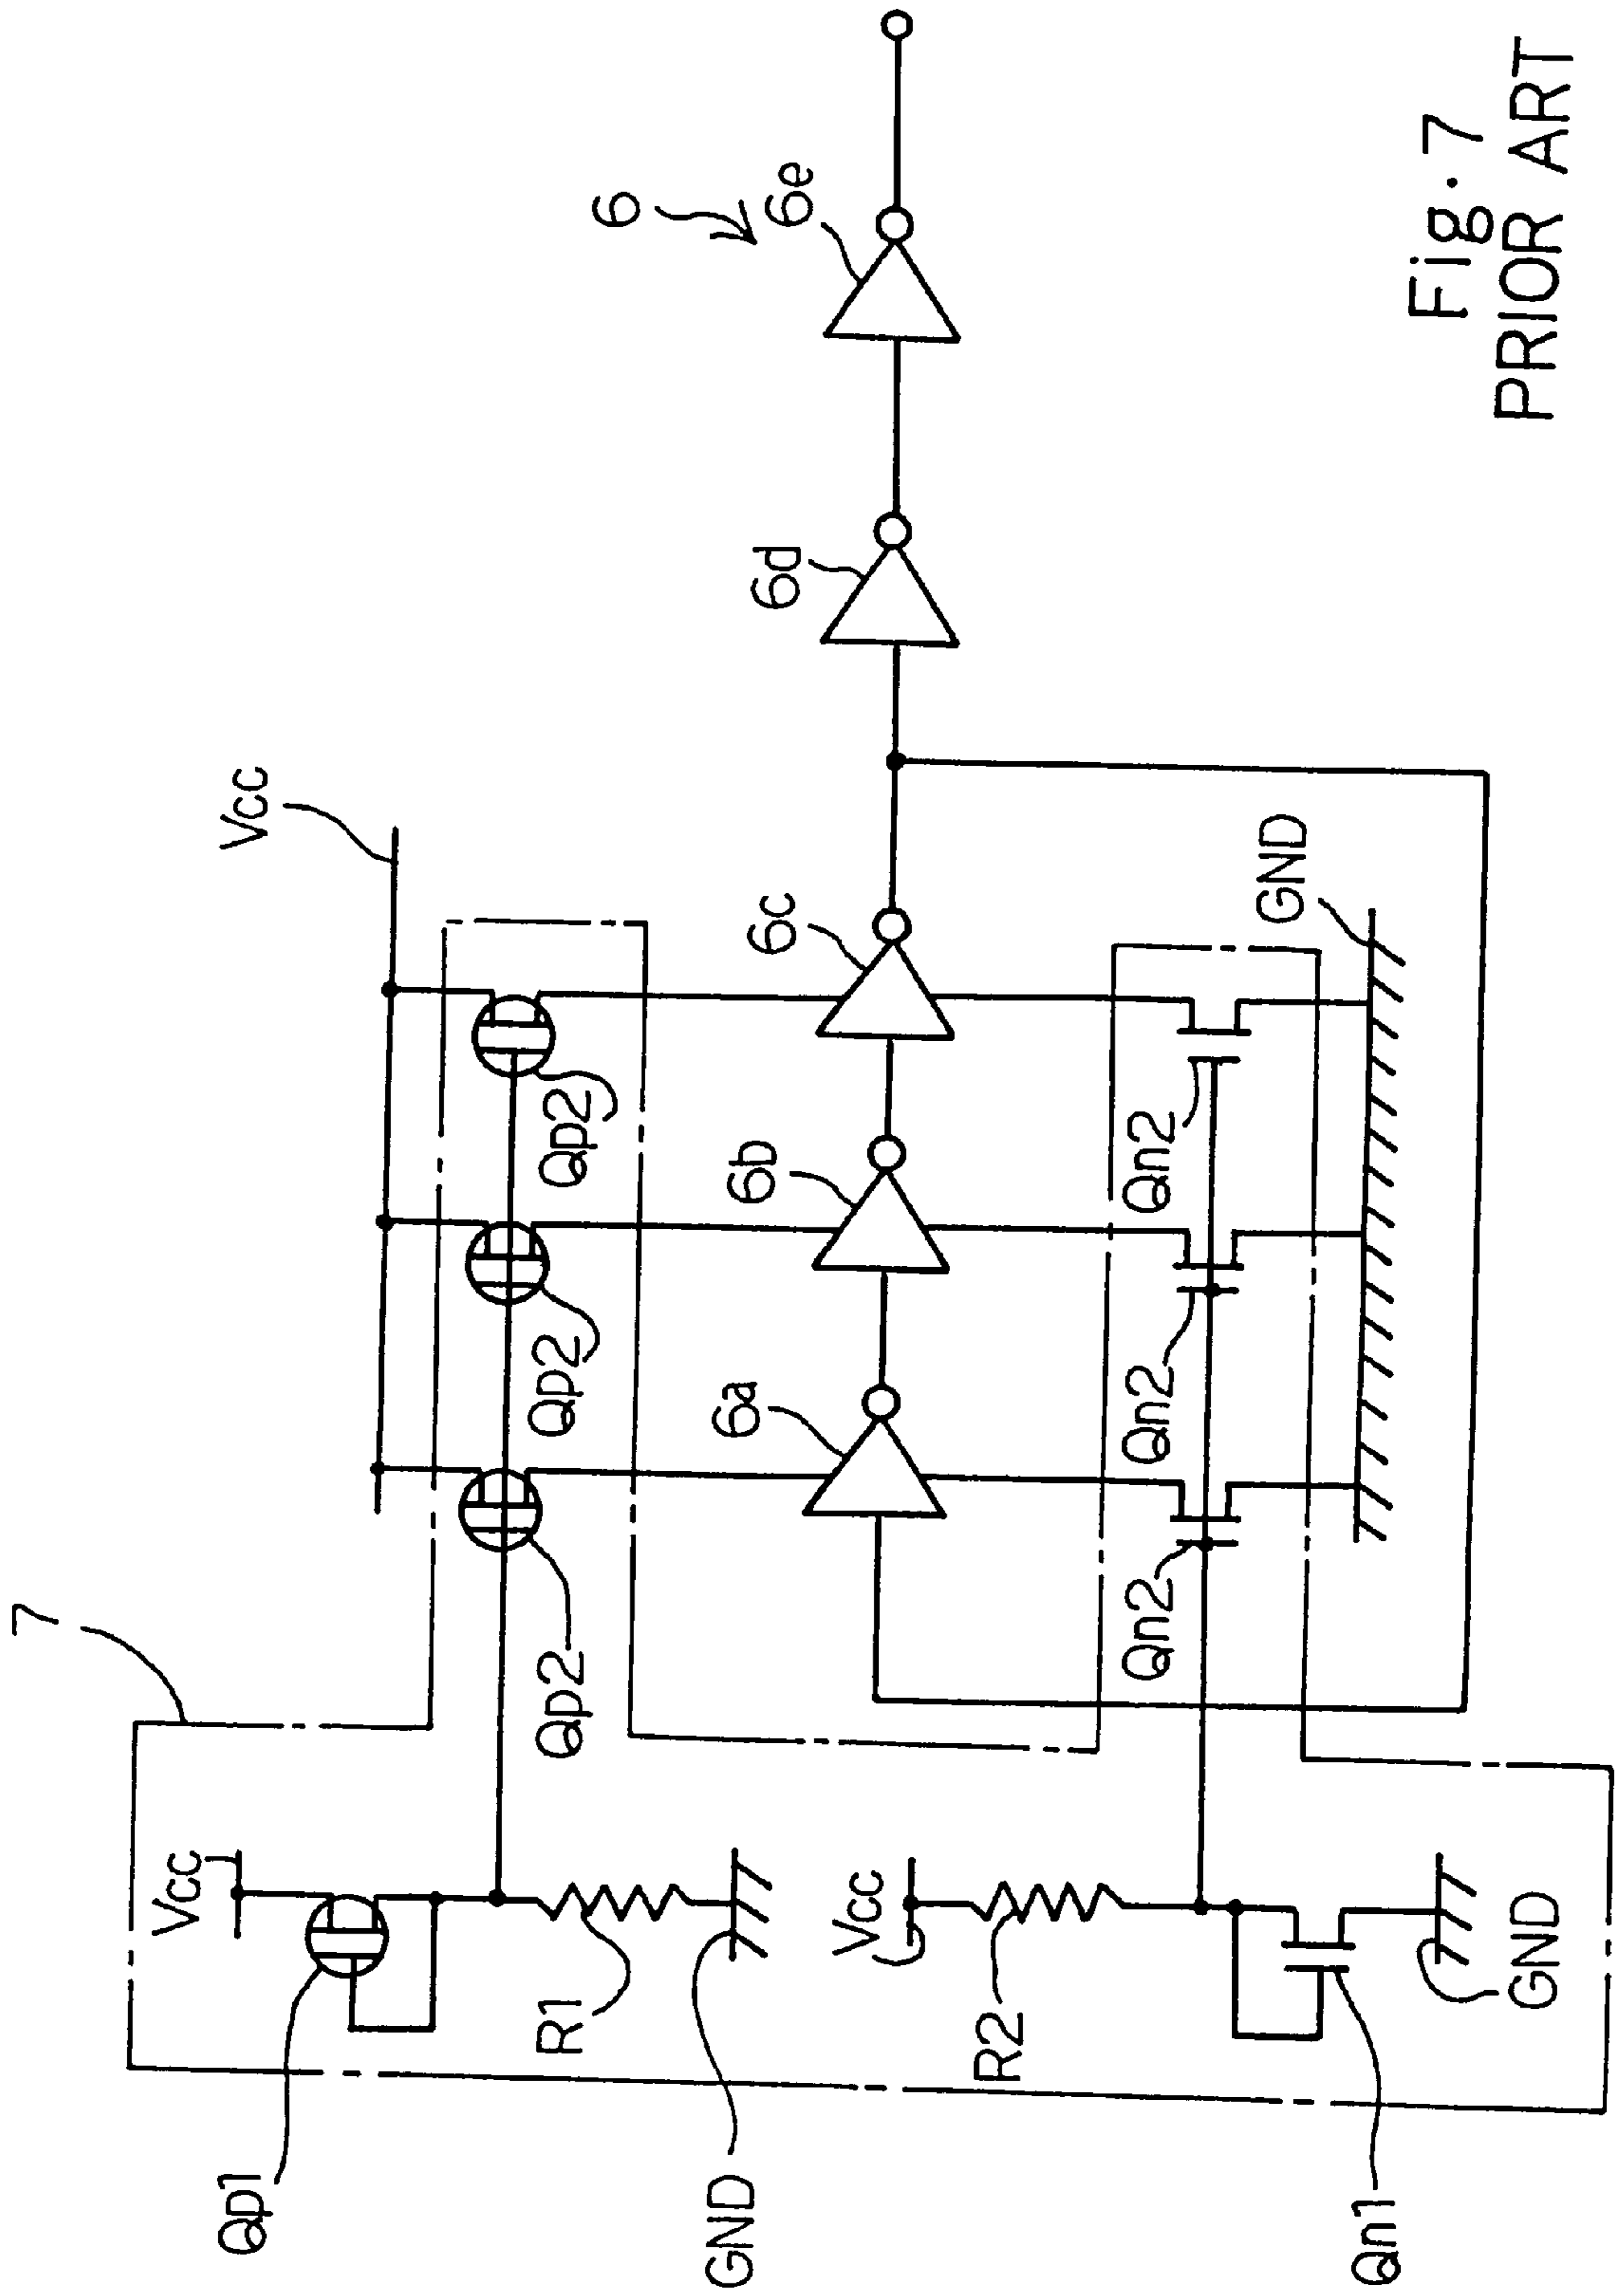 7
Vcc
6
6e
6d
Vcc
Qp2
Qp2
Qp2
6c
6b
6a
GND
Qn2
Qn2
Qn2
Vcc
Qp1
R1
GND
Vcc
R2
Qn1
GND
Fig. 7
PRIOR ART